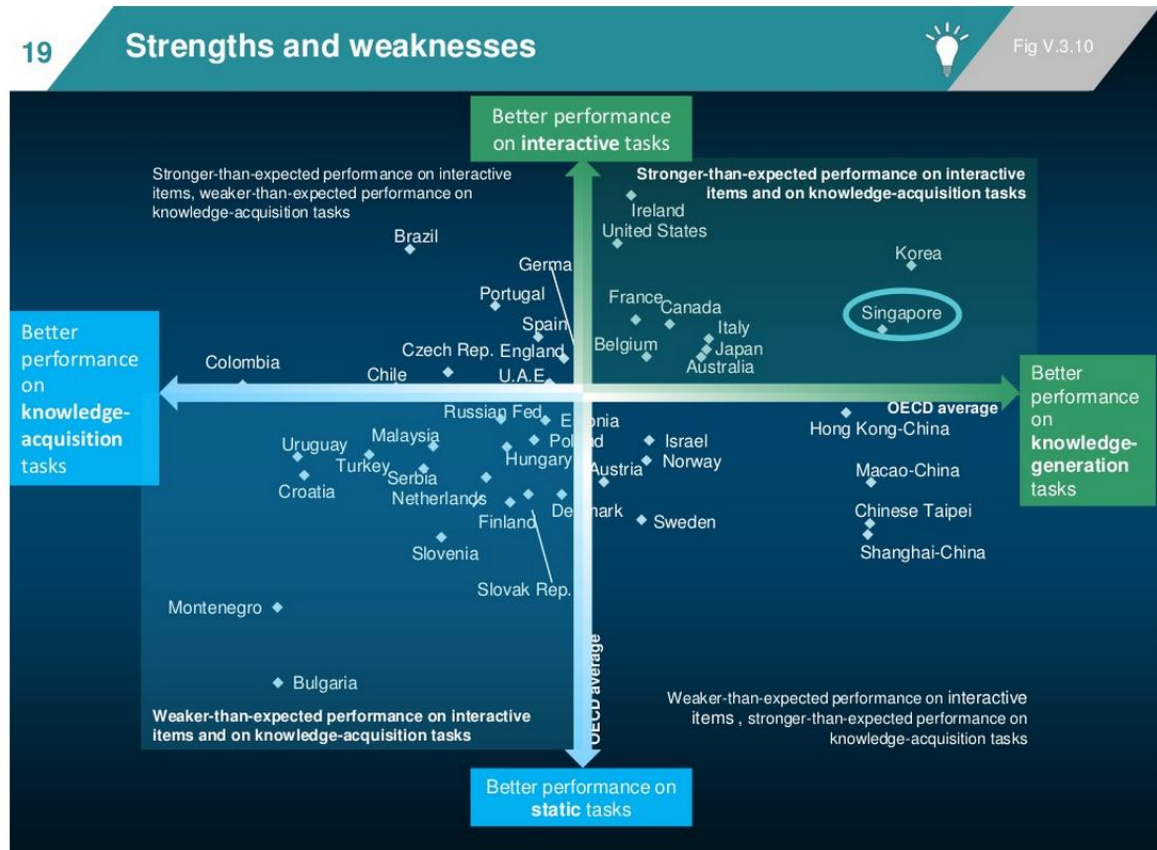 19
Strengths and weaknesses
Fig V.3.10
Better performance
on interactive tasks
Stronger-than-expected performance on interactive
items, weaker-than-expected performance on
knowledge-acquisition tasks
Stronger-than-expected performance on interactive
items and on knowledge-acquisition tasks
Ireland
United States
Brazil
Korea
Germa
Portugal
France
Canada
Singapore
Spain
Italy
Better
performance
on
knowledge-
acquisition
tasks
Czech Rep.
England
Belgium
Japan
Australia
Colombia
Chile
U.A.E
Better
performance
on
knowledge-
generation
tasks
OECD average
Russian Fed
Estonia
Hong Kong-China
Uruguay
Malaysia
Poland
Israel
Turkey
Hungary
Norway
Croatia
Serbia
Austria
Macao-China
Netherlands
Denmark
Chinese Taipei
Finland
Sweden
Slovenia
Shanghai-China
Slovak Rep.
Montenegro
Bulgaria
OECD average
Weaker-than-expected performance on interactive
items and on knowledge-acquisition tasks
Weaker-than-expected performance on interactive
items , stronger-than-expected performance on
knowledge-acquisition tasks
Better performance on
static tasks